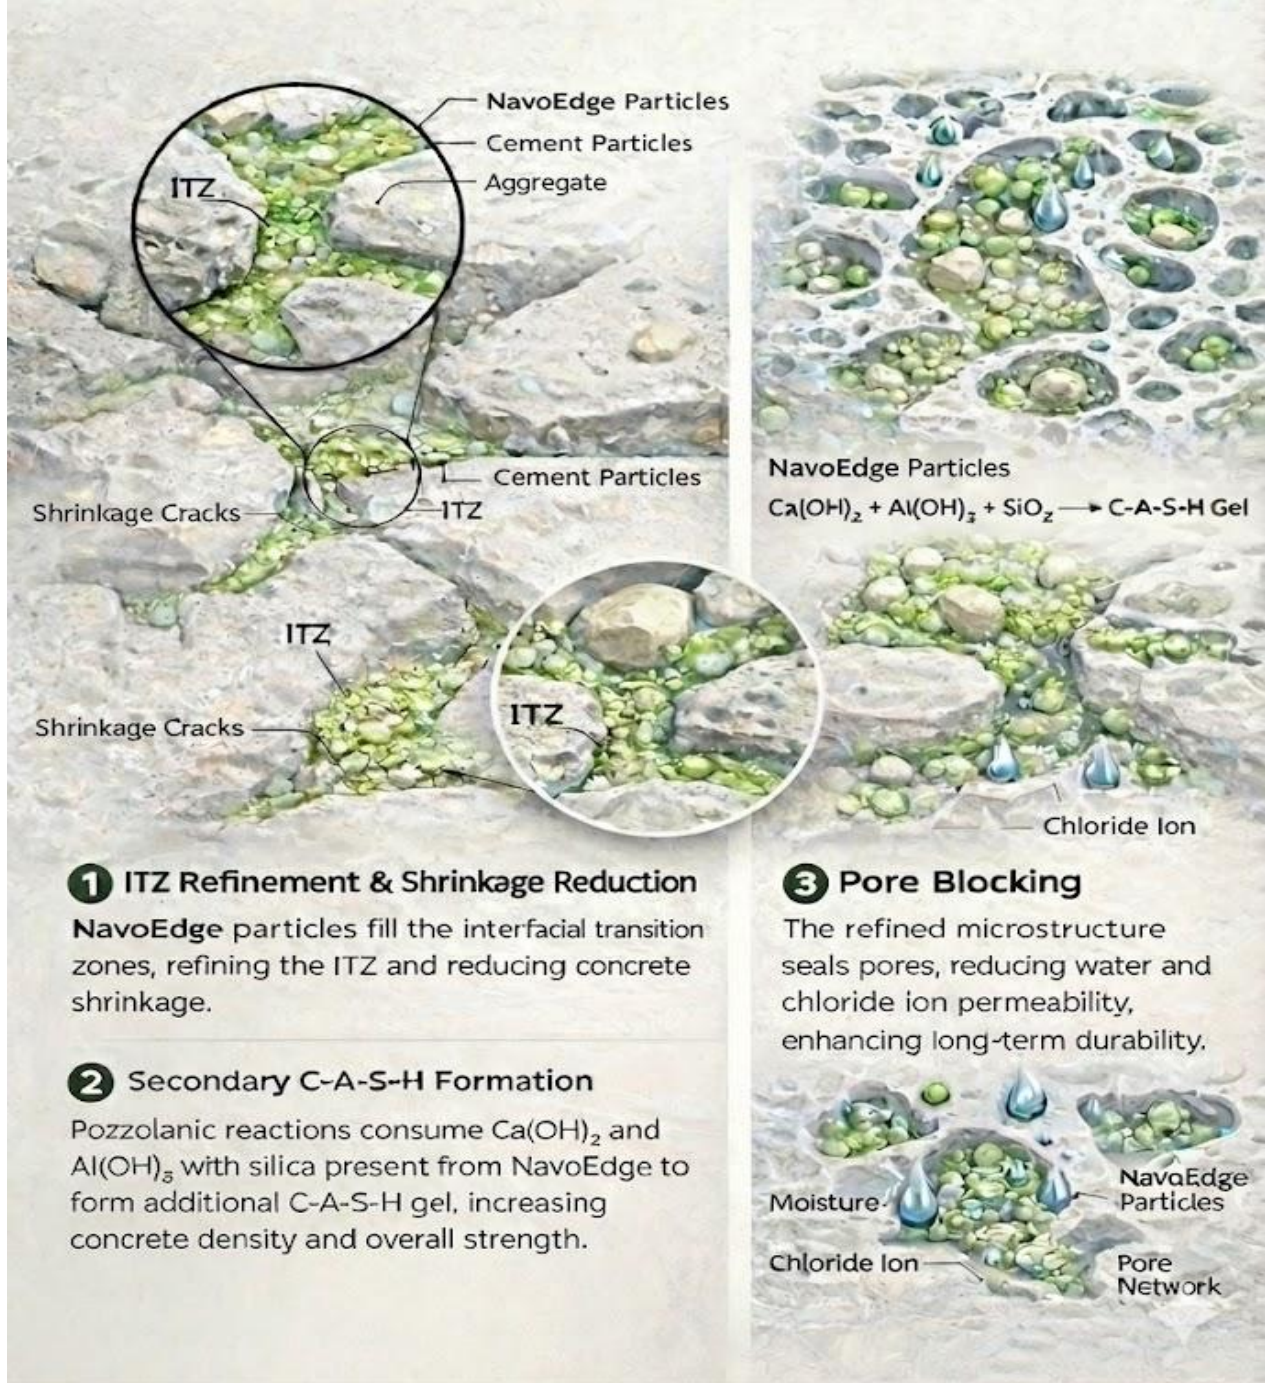 NavoEdge Particles
Cement Particles
Aggregate
ITZ
Cement Particles
Shrinkage Cracks
ITZ
ITZ
Shrinkage Cracks
ITZ
NavoEdge Particles
Ca(OH)₂ + Al(OH)₃ + SiO₂ → C-A-S-H Gel
Chloride Ion
1 ITZ Refinement & Shrinkage Reduction
NavoEdge particles fill the interfacial transition
zones, refining the ITZ and reducing concrete
shrinkage.
2 Secondary C-A-S-H Formation
Pozzolanic reactions consume Ca(OH)₂ and
Al(OH)₃ with silica present from NavoEdge to
form additional C-A-S-H gel, increasing
concrete density and overall strength.
3 Pore Blocking
The refined microstructure
seals pores, reducing water and
chloride ion permeability,
enhancing long-term durability.
Moisture
NavaEdge
Particles
Chloride Ion
Pore
Network